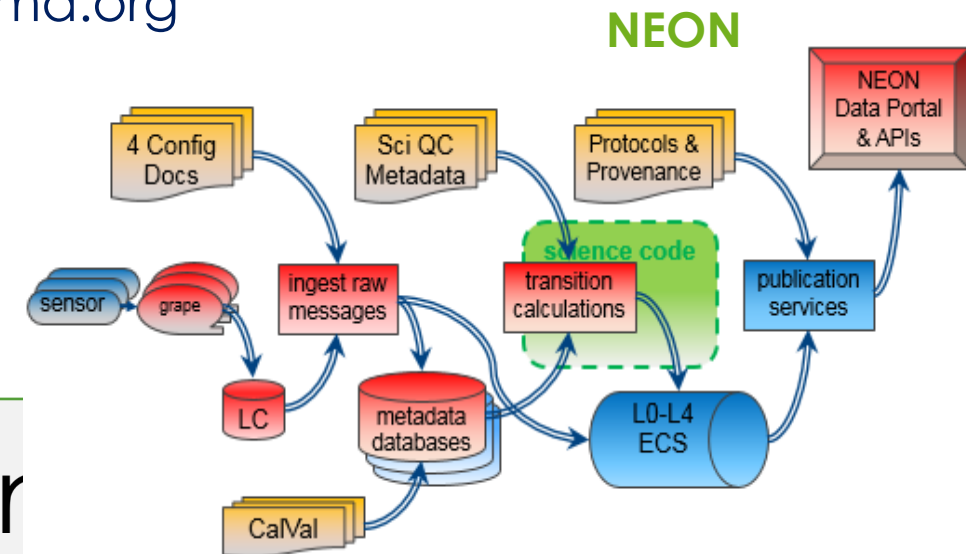 ma.org
NEON
NEON
Data Portal
& APIs
4 Config
Docs
Sci QC
Metadata
Protocols &
Provenance
science code
sensor
grape
ingest raw
messages
transition
calculations
publication
services
LC
metadata
databases
L0-L4
ECS
CalVal